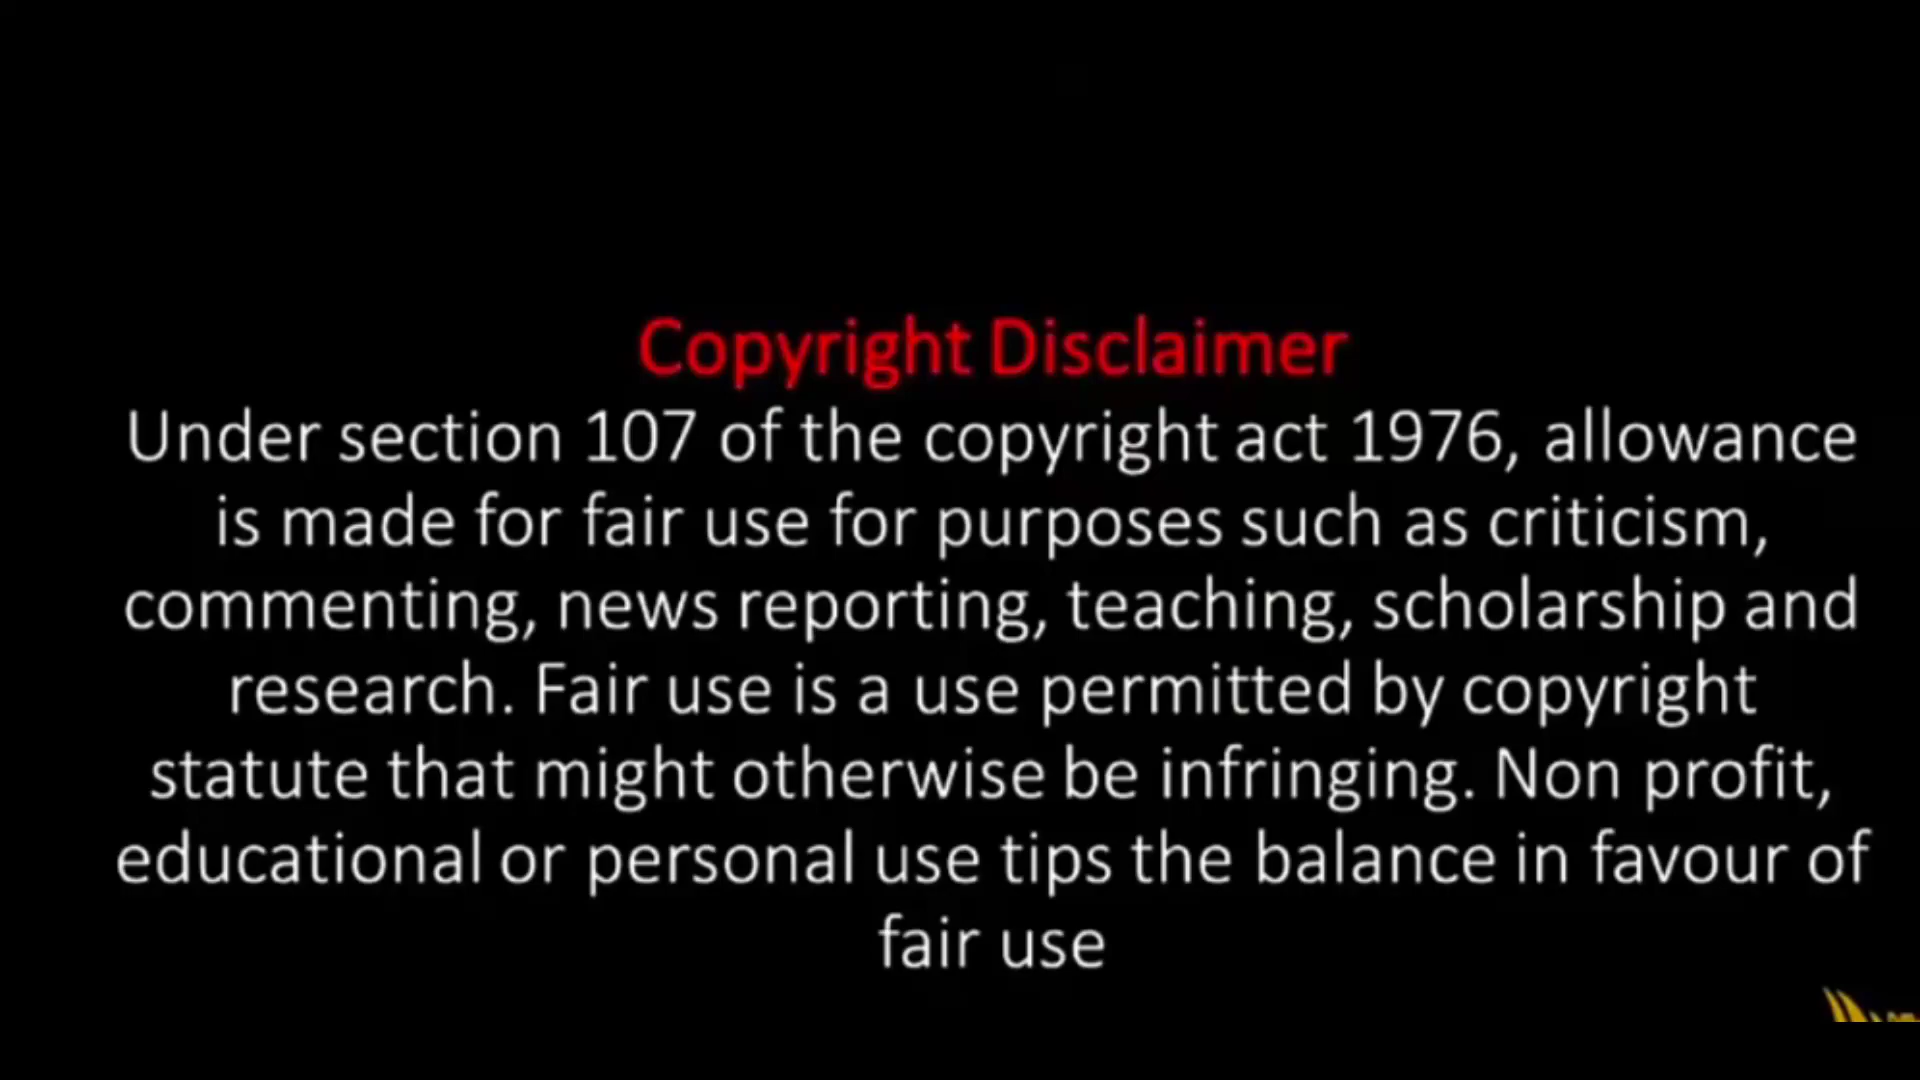 Copyright Disclaimer
Under section 107 of the copyright act 1976, allowance
is made for fair use for purposes such as criticism,
commenting, news reporting, teaching, scholarship and
research. Fair use is a use permitted by copyright
statute that might otherwise be infringing. Non profit,
educational or personal use tips the balance in favour of
fair use